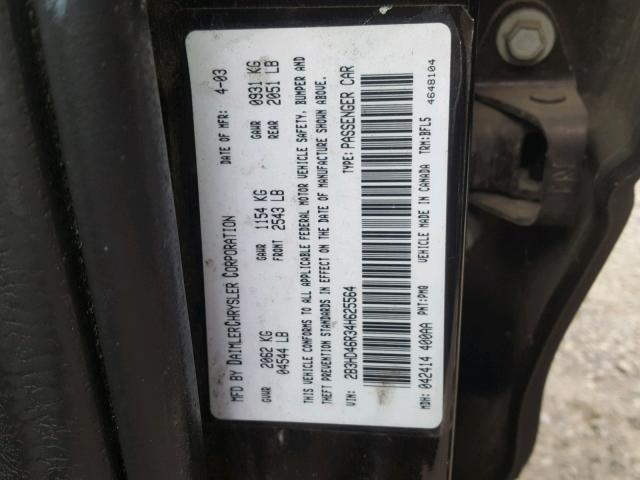 MFD BY DAIMLERCHRYSLER CORPORATION DATE OF MFR: 4-03
GVWR 2062 KG 04544 LB
GAWR FRONT 1154 KG 2543 LB
GAWR REAR 0931 KG 2051 LB
THIS VEHICLE CONFORMS TO ALL APPLICABLE FEDERAL MOTOR VEHICLE SAFETY, BUMPER AND
THEFT PREVENTION STANDARDS IN EFFECT ON THE DATE OF MANUFACTURE SHOWN ABOVE.
VIN: 2B3HD46R34H625564 TYPE: PASSENGER CAR
MDH: 042414 400AA PNT: PMQ VEHICLE MADE IN CANADA TRM: BFL5 4648104